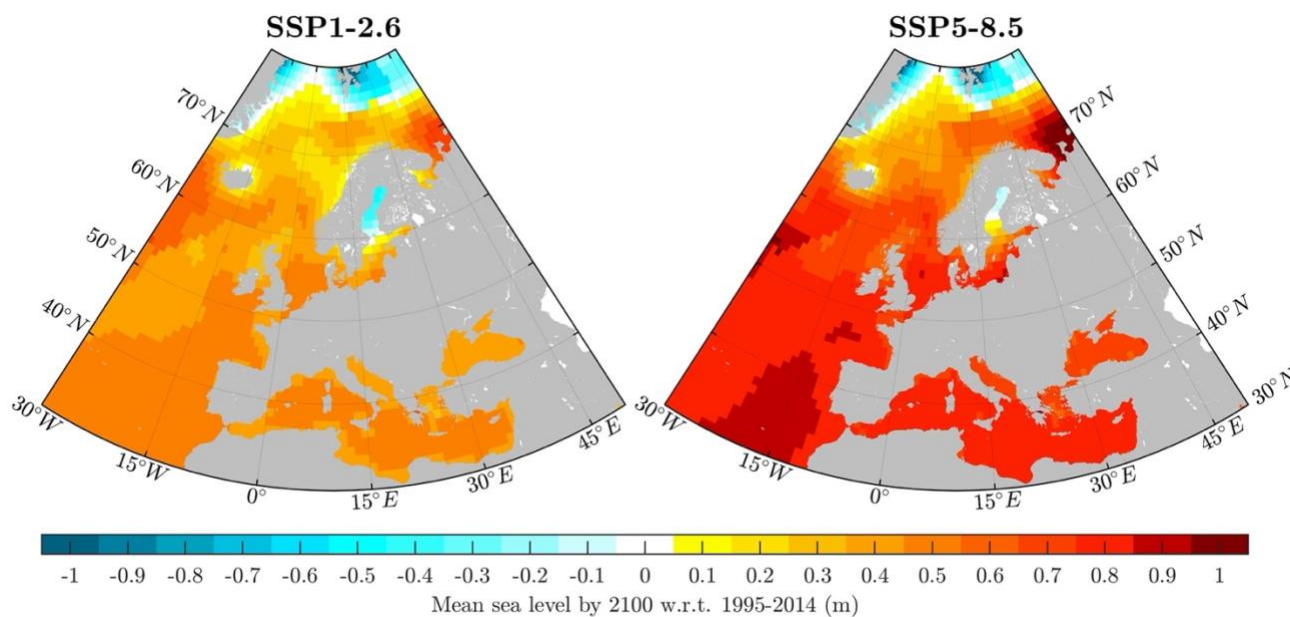 SSP1-2.6
SSP5-8.5
70°N
60°N
50°N
40°N
30°W
15°W
0°
15°E
30°E
45°E
70°N
60°N
50°N
40°N
30°N
30°W
15°W
0°
15°E
30°E
45°E
-1 -0.9 -0.8 -0.7 -0.6 -0.5 -0.4 -0.3 -0.2 -0.1 0 0.1 0.2 0.3 0.4 0.5 0.6 0.7 0.8 0.9 1
Mean sea level by 2100 w.r.t. 1995-2014 (m)